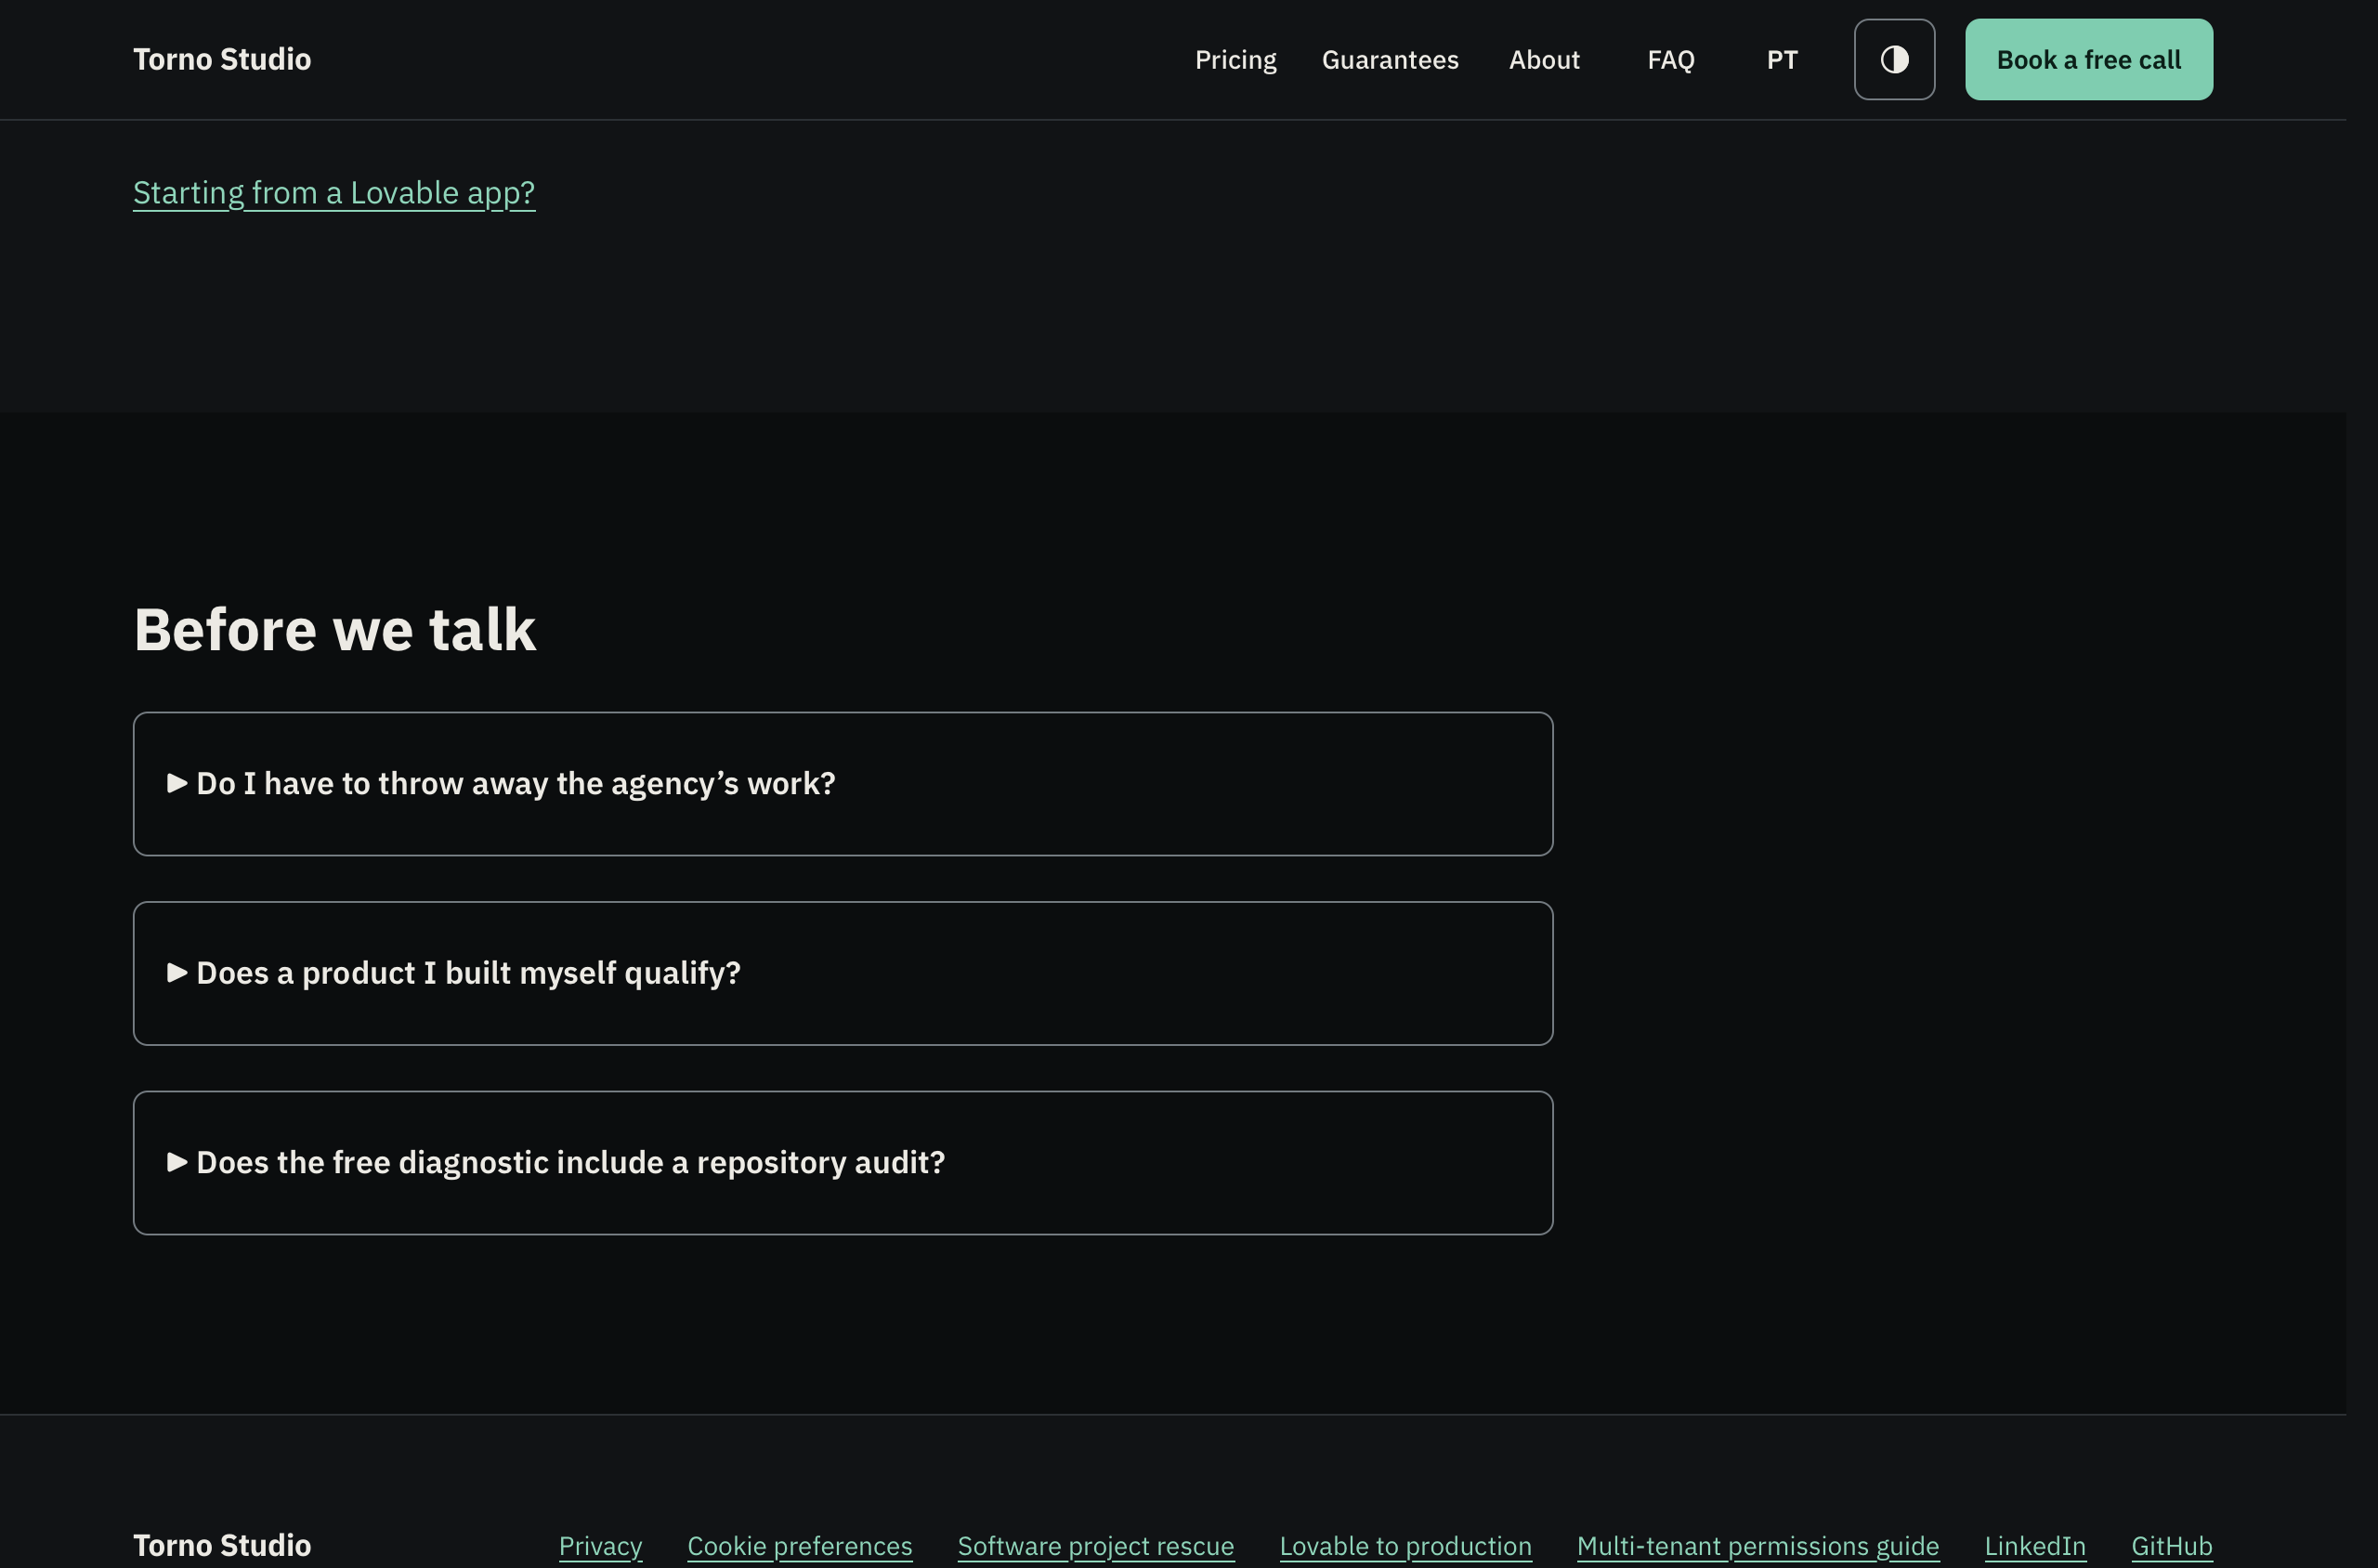 Torno Studio Pricing Guarantees About FAQ PT Book a free call
Starting from a Lovable app?
Before we talk
Do I have to throw away the agency’s work?
Does a product I built myself qualify?
Does the free diagnostic include a repository audit?
Torno Studio Privacy Cookie preferences Software project rescue Lovable to production Multi-tenant permissions guide LinkedIn GitHub